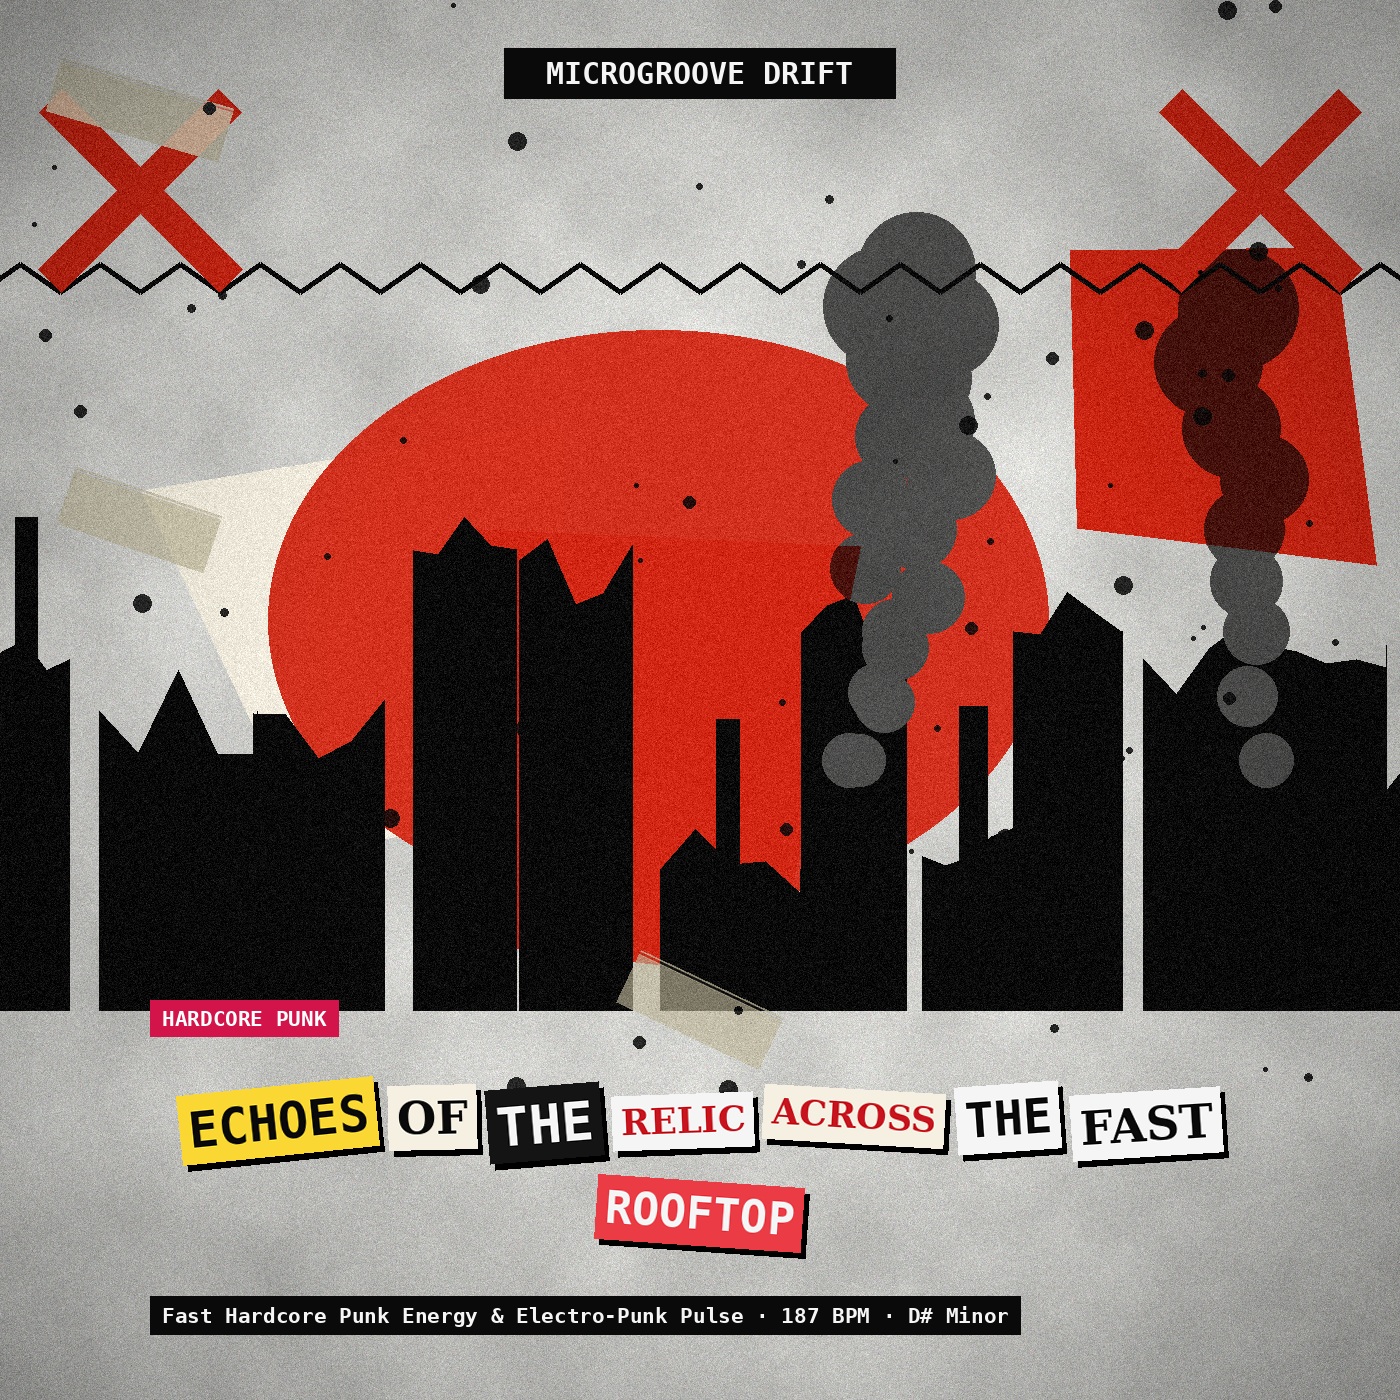 MICROGROOVE DRIFT
HARDCORE PUNK
ECHOES OF THE RELIC ACROSS THE FAST
ROOFTOP
Fast Hardcore Punk Energy & Electro-Punk Pulse · 187 BPM · D# Minor